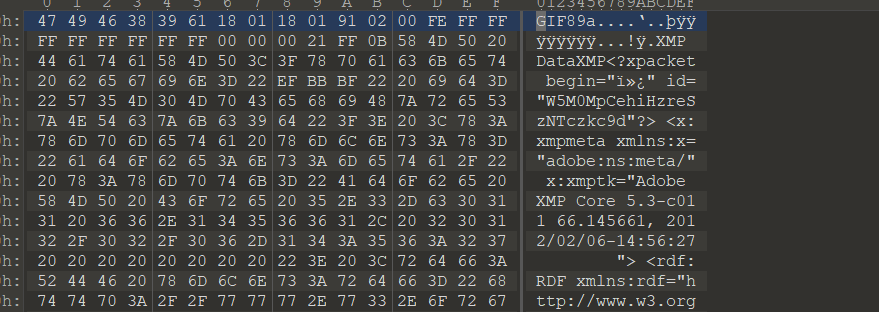 0 1 2 3 4 5 6 7 8 9 A B C D E F 0123456789ABCDEF
0h: 47 49 46 38 39 61 18 01 18 01 91 02 00 FE FF FF GIF89a....‘..þÿÿ
0h: FF FF FF FF FF FF 00 00 00 21 FF 0B 58 4D 50 20 ÿÿÿÿÿÿ...!ÿ.XMP
0h: 44 61 74 61 58 4D 50 3C 3F 78 70 61 63 6B 65 74 DataXMP<?xpacket
0h: 20 62 65 67 69 6E 3D 22 EF BB BF 22 20 69 64 3D begin="ï»¿" id=
0h: 22 57 35 4D 30 4D 70 43 65 68 69 48 7A 72 65 53 "W5M0MpCehiHzreS
0h: 7A 4E 54 63 7A 6B 63 39 64 22 3F 3E 20 3C 78 3A zNTczkc9d"?> <x:
0h: 78 6D 70 6D 65 74 61 20 78 6D 6C 6E 73 3A 78 3D xmpmeta xmlns:x=
0h: 22 61 64 6F 62 65 3A 6E 73 3A 6D 65 74 61 2F 22 "adobe:ns:meta/"
0h: 20 78 3A 78 6D 70 74 6B 3D 22 41 64 6F 62 65 20 x:xmptk="Adobe
0h: 58 4D 50 20 43 6F 72 65 20 35 2E 33 2D 63 30 31 XMP Core 5.3-c01
0h: 31 20 36 36 2E 31 34 35 36 36 31 2C 20 32 30 31 1 66.145661, 201
0h: 32 2F 30 32 2F 30 36 2D 31 34 3A 35 36 3A 32 37 2/02/06-14:56:27
0h: 20 20 20 20 20 20 20 20 22 3E 20 3C 72 64 66 3A "> <rdf:
0h: 52 44 46 20 78 6D 6C 6E 73 3A 72 64 66 3D 22 68 RDF xmlns:rdf="h
0h: 74 74 70 3A 2F 2F 77 77 77 2E 77 33 2E 6F 72 67 ttp://www.w3.org